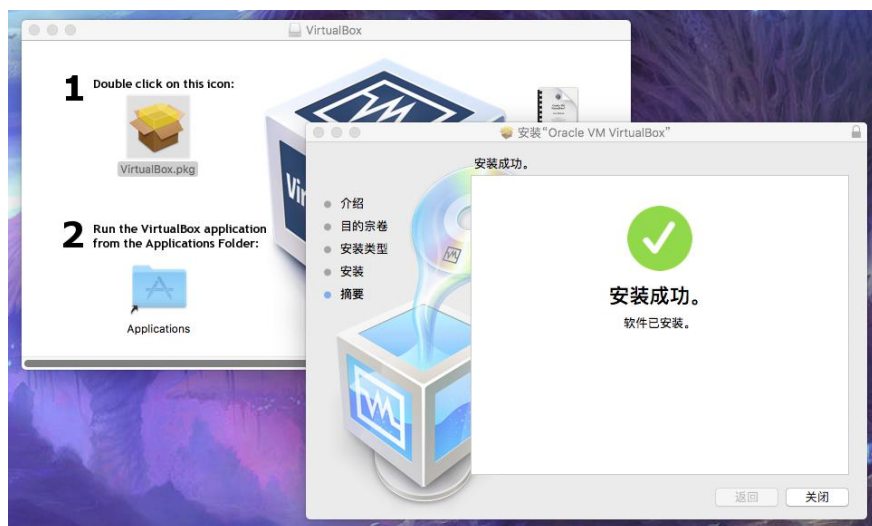 VirtualBox
1 Double click on this icon:
VirtualBox.pkg
2 Run the VirtualBox application
from the Applications Folder:
Applications
安装“Oracle VM VirtualBox”
安装成功。
介绍
目的宗卷
安装类型
安装
摘要
安装成功。
软件已安装。
返回
关闭